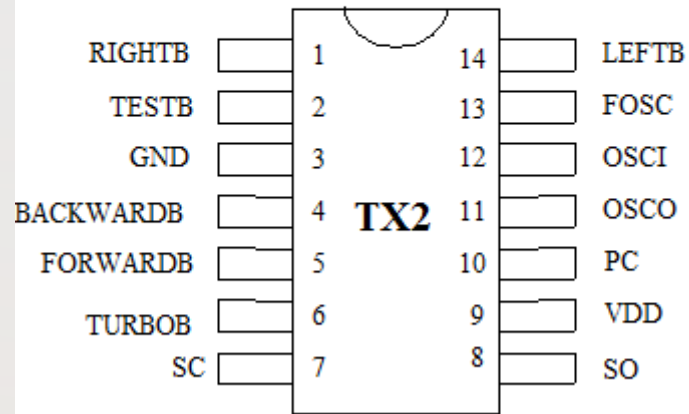 RIGHTB 1 14 LEFTB
TESTB 2 13 FOSC
GND 3 12 OSCI
BACKWARDB 4 TX2 11 OSCO
FORWARDB 5 10 PC
TURBOB 6 9 VDD
SC 7 8 SO